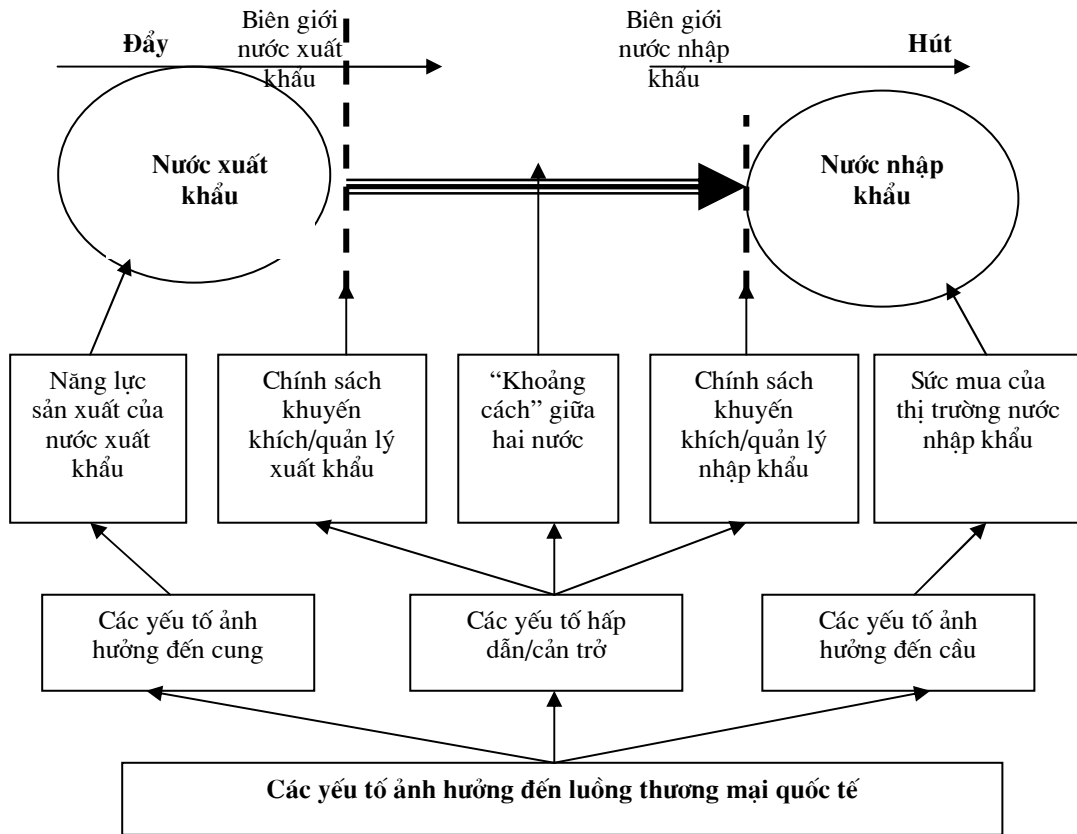 Đẩy
Biên giới
nước xuất
khẩu
Biên giới
nước nhập
khẩu
Hút
Nước xuất
khẩu
Nước nhập
khẩu
Năng lực
sản xuất của
nước xuất
khẩu
Chính sách
khuyến
khích/quản lý
xuất khẩu
“Khoảng
cách” giữa
hai nước
Chính sách
khuyến
khích/quản lý
nhập khẩu
Sức mua của
thị trường nước
nhập khẩu
Các yếu tố ảnh
hưởng đến cung
Các yếu tố hấp
dẫn/cản trở
Các yếu tố ảnh
hưởng đến cầu
Các yếu tố ảnh hưởng đến luồng thương mại quốc tế